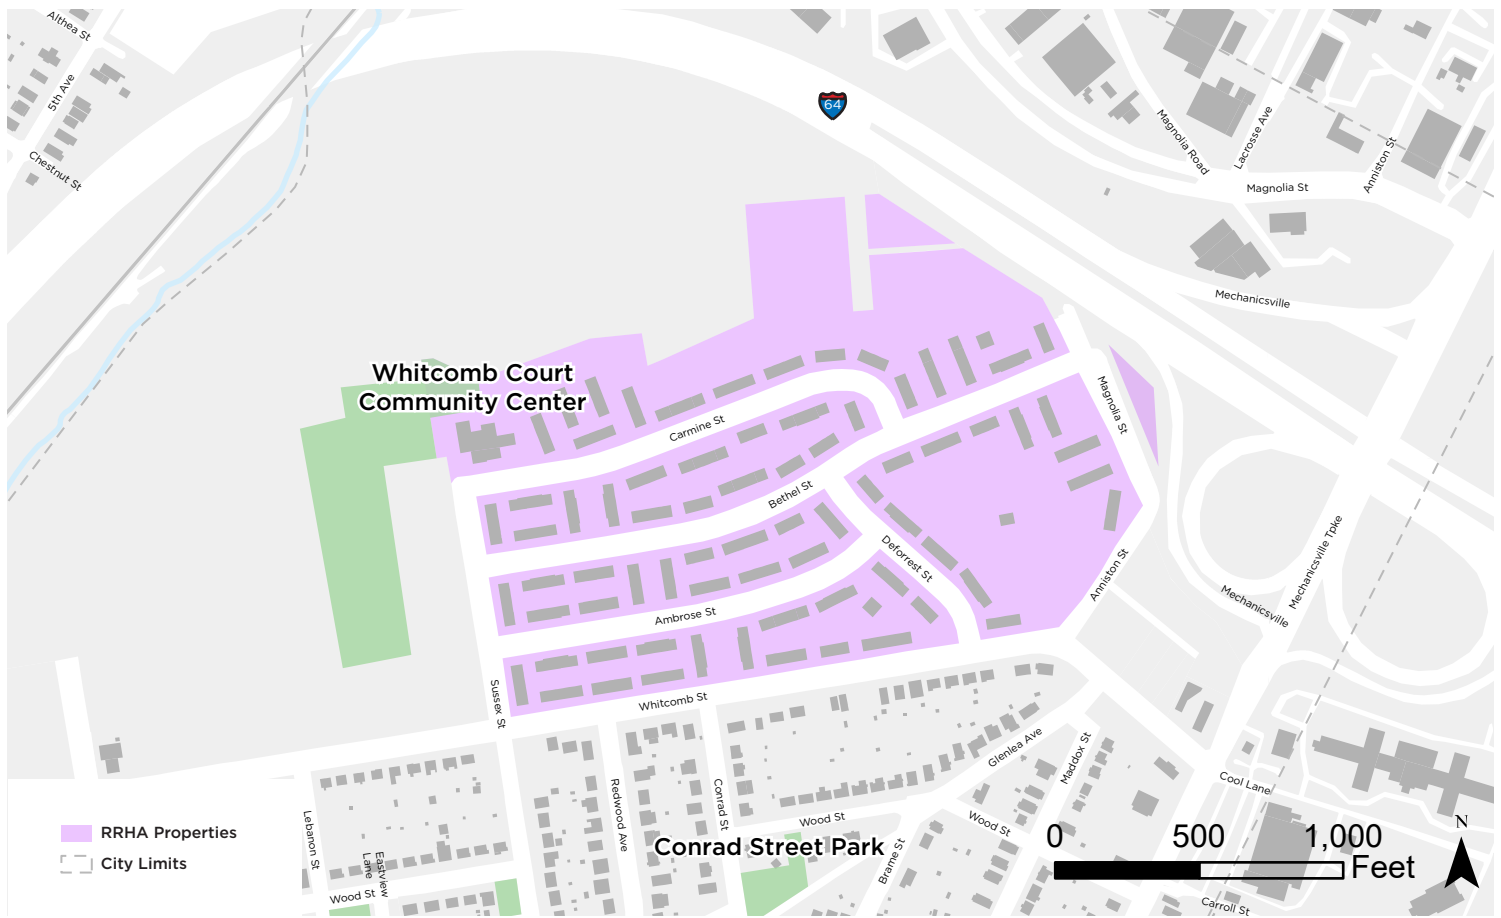 Althea St
5th Ave
Chestnut St
64
Magnolia Road
Lacrosse Ave
Anniston St
Magnolia St
Mechanicsville
Whitcomb Court
Community Center
Carmine St
Magnolia St
Bethel St
Deforrest St
Anniston St
Mechanicsville Tpke
Mechanicsville
Ambrose St
Sussex St
Whitcomb St
Glenlea Ave
Maddox St
Cool Lane
Lebanon St
Redwood Ave
Conrad St
Wood St
Wood St
Conrad Street Park
Brame St
Eastview
Lane
Wood St
Carroll St
RRHA Properties
City Limits
0 500 1,000
Feet
N